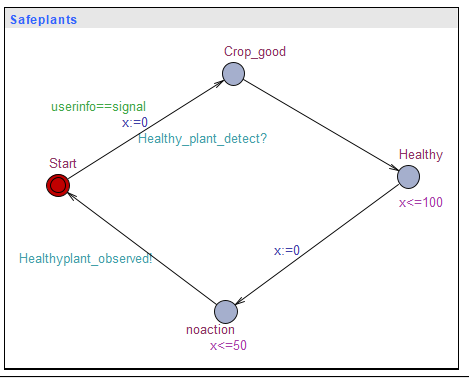 Safeplants
Crop_good
userinfo==signal
x:=0
Healthy_plant_detect?
Healthy
Start
x<=100
x:=0
Healthyplant_observed!
noaction
x<=50